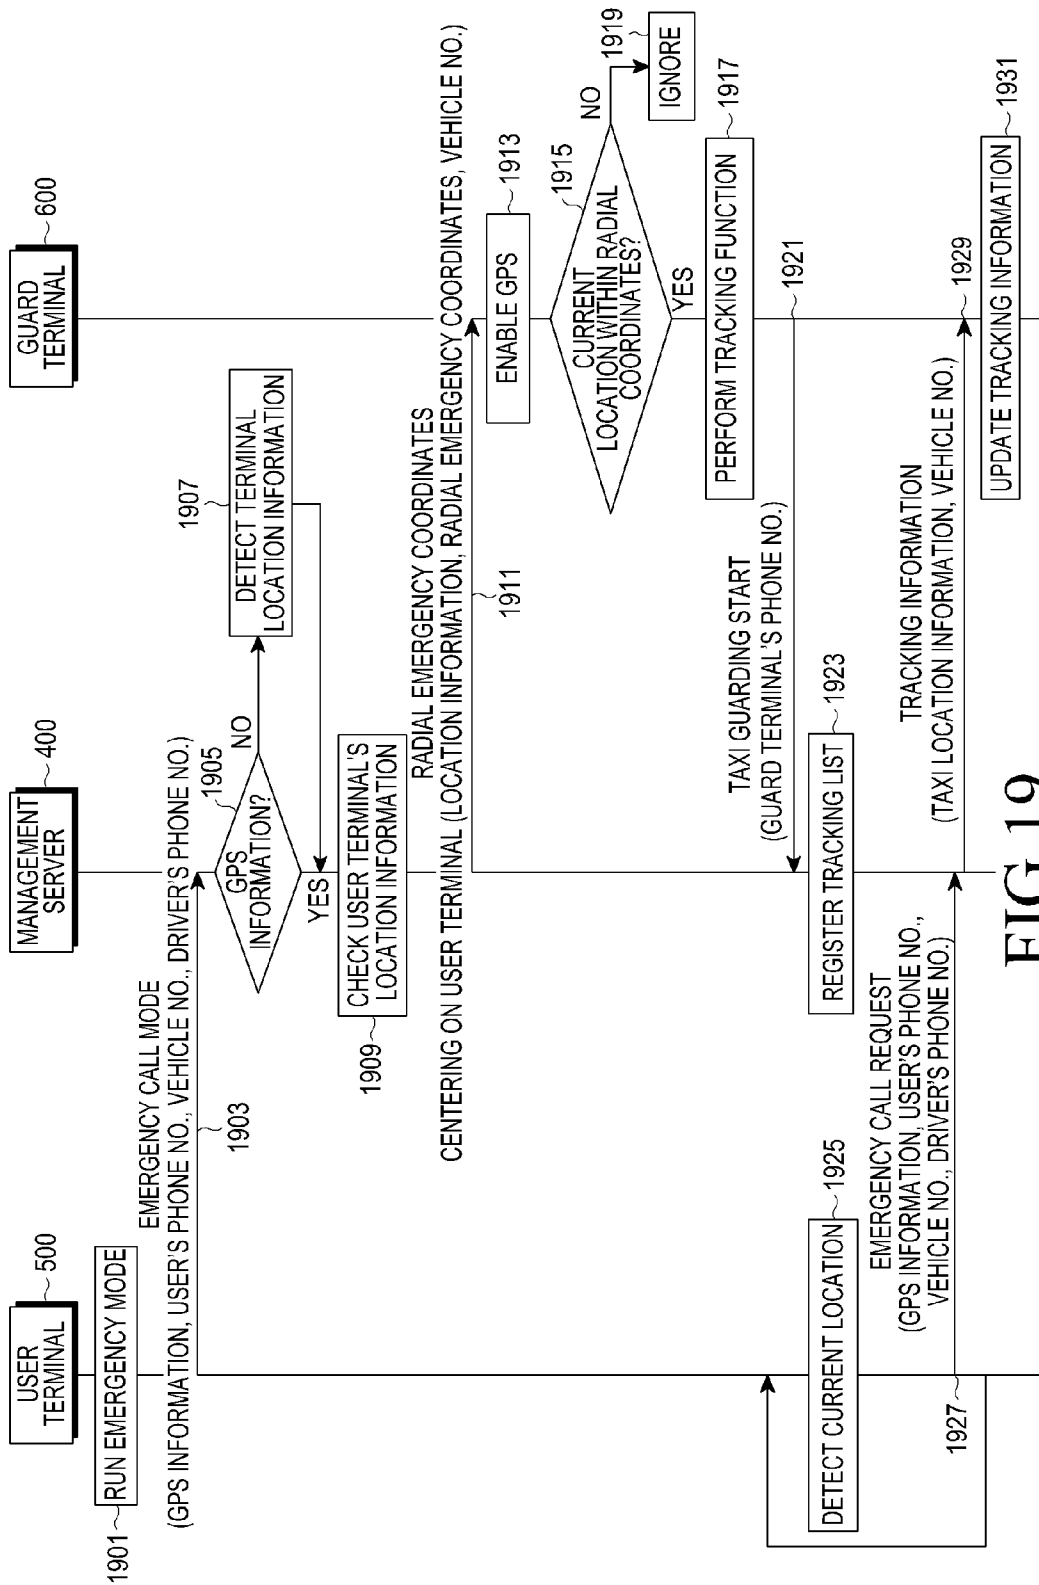 USER
TERMINAL
500
MANAGEMENT
SERVER
400
GUARD
TERMINAL
600
1901
RUN EMERGENCY MODE
EMERGENCY CALL MODE
(GPS INFORMATION, USER'S PHONE NO., VEHICLE NO., DRIVER'S PHONE NO.)
1903
1905
GPS
INFORMATION?
NO
YES
1907
DETECT TERMINAL
LOCATION INFORMATION
CHECK USER TERMINAL'S
LOCATION INFORMATION
1909
RADIAL EMERGENCY COORDINATES
CENTERING ON USER TERMINAL (LOCATION INFORMATION, RADIAL EMERGENCY COORDINATES, VEHICLE NO.)
1911
ENABLE GPS
1913
1915
CURRENT
LOCATION WITHIN RADIAL
COORDINATES?
NO
YES
1919
IGNORE
PERFORM TRACKING FUNCTION
1917
TAXI GUARDING START
(GUARD TERMINAL'S PHONE NO.)
1921
REGISTER TRACKING LIST
1923
DETECT CURRENT LOCATION
1925
EMERGENCY CALL REQUEST
(GPS INFORMATION, USER'S PHONE NO.,
VEHICLE NO., DRIVER'S PHONE NO.)
1927
TRACKING INFORMATION
(TAXI LOCATION INFORMATION, VEHICLE NO.)
1929
UPDATE TRACKING INFORMATION
1931
FIG.19